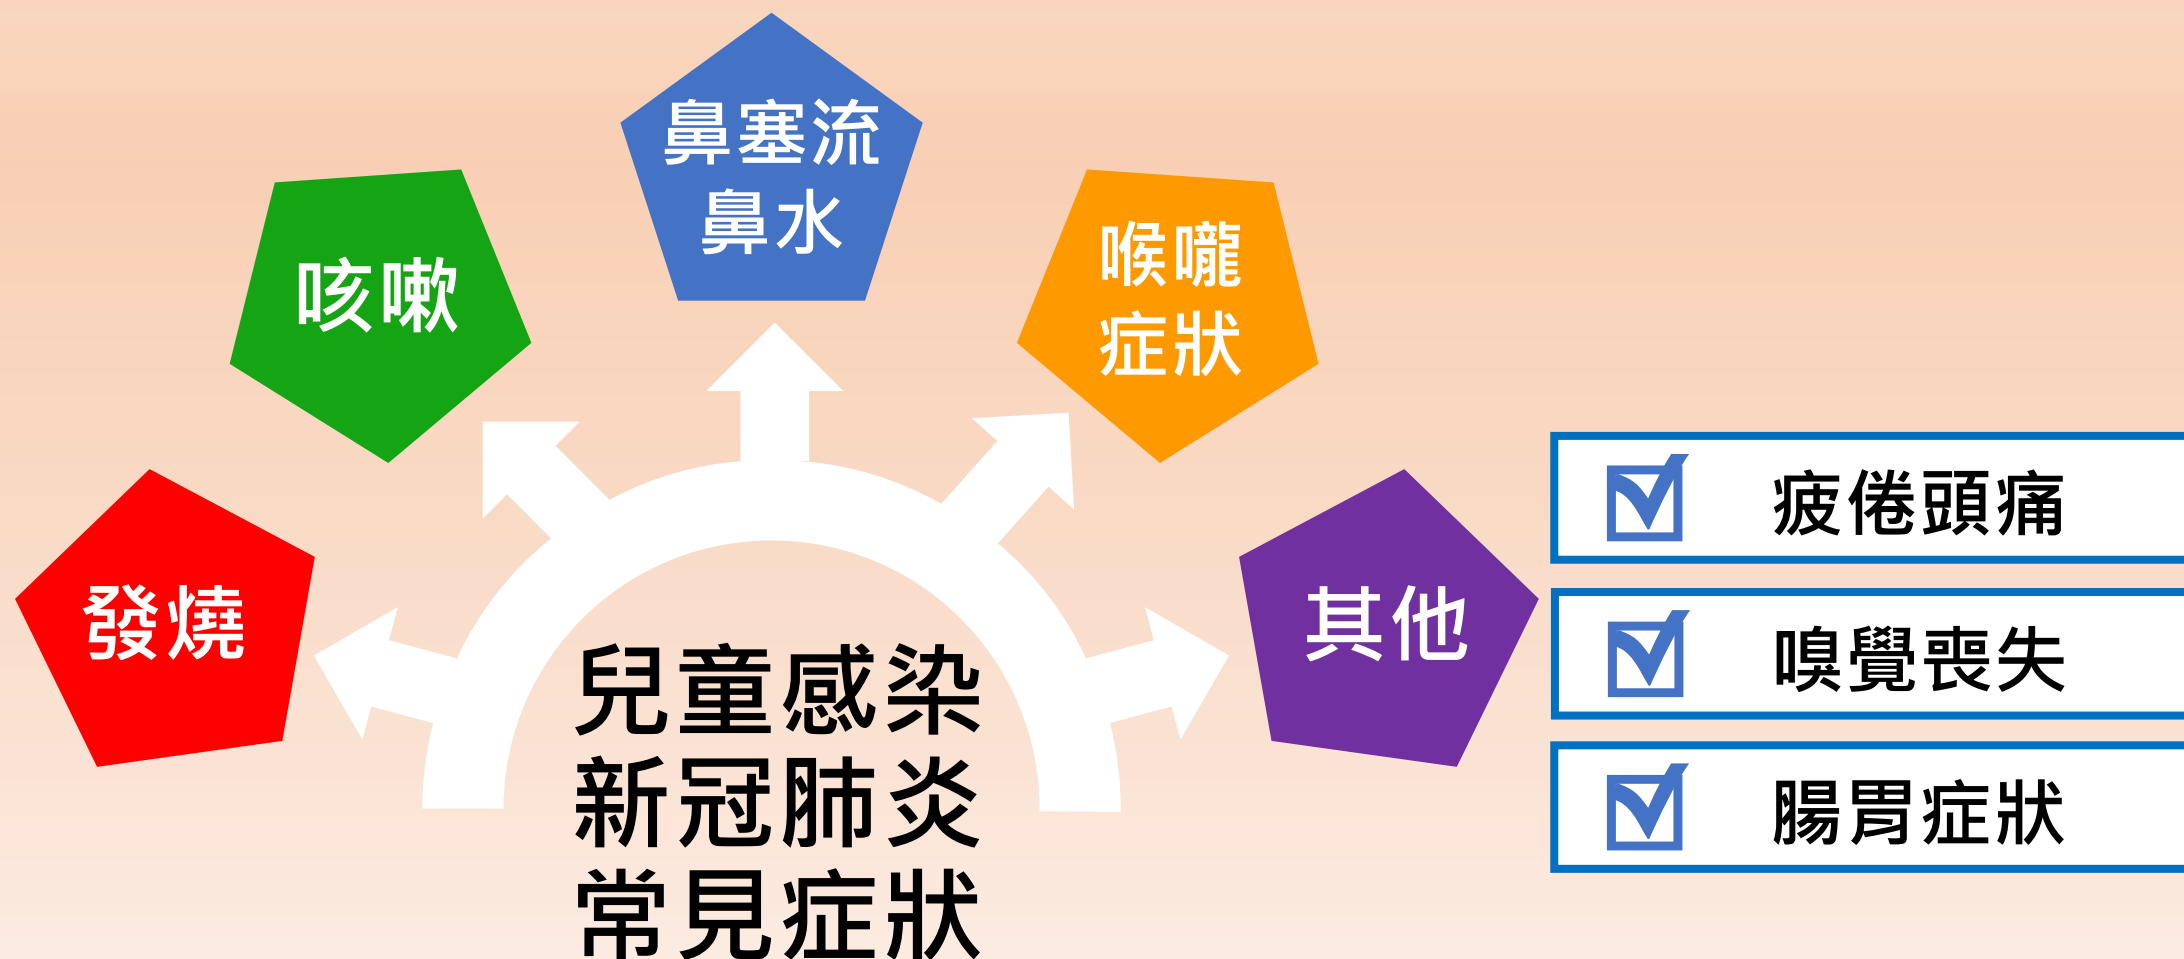 鼻塞流
鼻水
咳嗽
喉嚨
症狀
發燒
其他
兒童感染
新冠肺炎
常見症狀
疲倦頭痛
嗅覺喪失
腸胃症狀